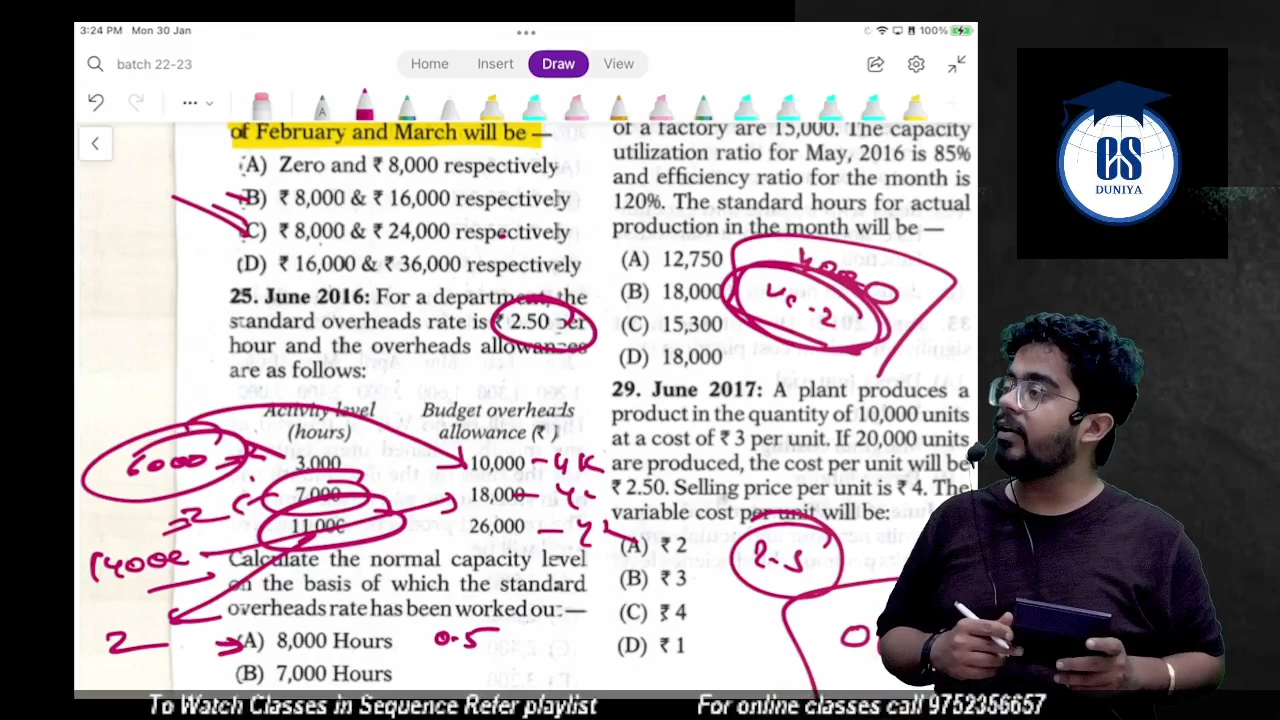 3:24 PM Mon 30 Jan
100%
batch 22-23
Home Insert Draw View
of February and March will be —
(A) Zero and ₹ 8,000 respectively
B) ₹ 8,000 & ₹ 16,000 respectively
C) ₹ 8,000 & ₹ 24,000 respectively
(D) ₹ 16,000 & ₹ 36,000 respectively
25. June 2016: For a department, the
standard overheads rate is ₹ 2.50 per
hour and the overheads allowances
are as follows:
Activity level Budget overheads
(hours) allowance (₹)
6000 3,000 10,000 - 4K
7,000 18,000
11,000 26,000
14000
Calculate the normal capacity level
on the basis of which the standard
overheads rate has been worked out—
2 (A) 8,000 Hours 0.5
(B) 7,000 Hours
of a factory are 15,000. The capacity
utilization ratio for May, 2016 is 85%
and efficiency ratio for the month is
120%. The standard hours for actual
production in the month will be —
(A) 12,750
(B) 18,000
(C) 15,300
(D) 18,000
29. June 2017: A plant produces a
product in the quantity of 10,000 units
at a cost of ₹ 3 per unit. If 20,000 units
are produced, the cost per unit will be
₹ 2.50. Selling price per unit is ₹ 4. The
variable cost per unit will be:
(A) ₹ 2
2.5
(B) ₹ 3
(C) ₹ 4
(D) ₹ 1
CS
DUNIYA
To Watch Classes in Sequence Refer playlist
For online classes call 9752356657